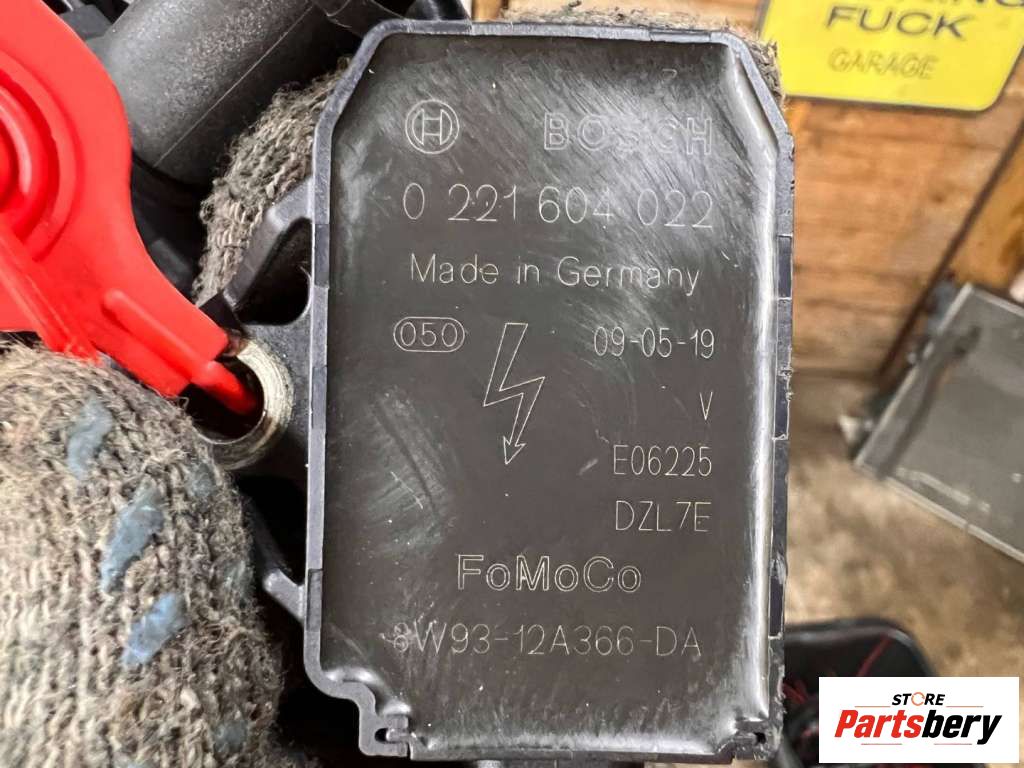 FUCK
GARAGE
BOSCH
0 221 604 022
Made in Germany
050
09-05-19
V
E06225
DZL7E
FoMoCo
8W93-12A366-DA
STORE
Partsbery